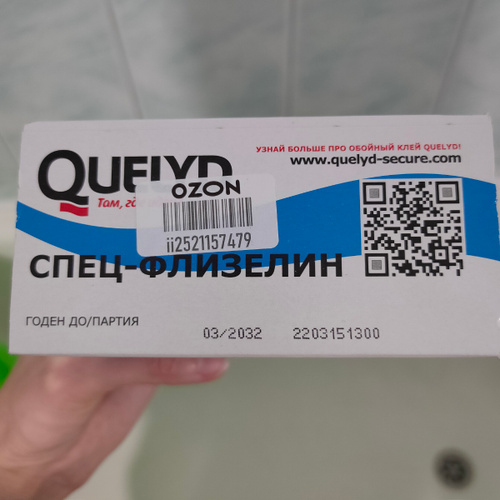 УЗНАЙ БОЛЬШЕ ПРО ОБОЙНЫЙ КЛЕЙ QUELYD!
www.quelyd-secure.com
QUELYD
Там,
OZON
ii2521157479
СПЕЦ-ФЛИЗЕЛИН
ГОДЕН ДО/ПАРТИЯ
03/2032 2203151300